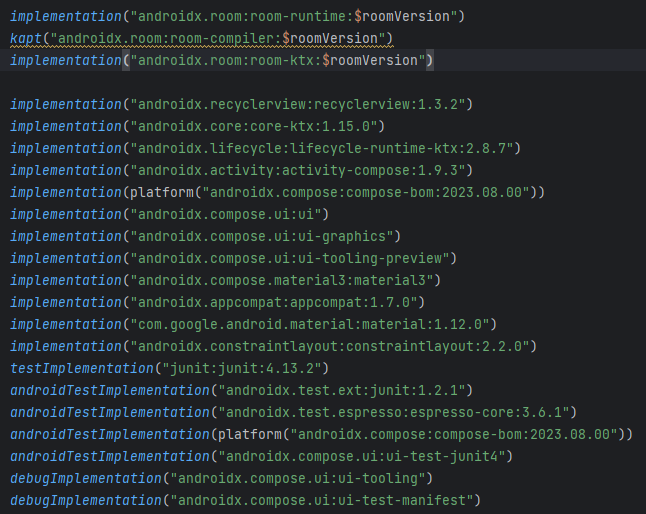 implementation("androidx.room:room-runtime:$roomVersion")
kapt("androidx.room:room-compiler:$roomVersion")
implementation("androidx.room:room-ktx:$roomVersion")
implementation("androidx.recyclerview:recyclerview:1.3.2")
implementation("androidx.core:core-ktx:1.15.0")
implementation("androidx.lifecycle:lifecycle-runtime-ktx:2.8.7")
implementation("androidx.activity:activity-compose:1.9.3")
implementation(platform("androidx.compose:compose-bom:2023.08.00"))
implementation("androidx.compose.ui:ui")
implementation("androidx.compose.ui:ui-graphics")
implementation("androidx.compose.ui:ui-tooling-preview")
implementation("androidx.compose.material3:material3")
implementation("androidx.appcompat:appcompat:1.7.0")
implementation("com.google.android.material:material:1.12.0")
implementation("androidx.constraintlayout:constraintlayout:2.2.0")
testImplementation("junit:junit:4.13.2")
androidTestImplementation("androidx.test.ext:junit:1.2.1")
androidTestImplementation("androidx.test.espresso:espresso-core:3.6.1")
androidTestImplementation(platform("androidx.compose:compose-bom:2023.08.00"))
androidTestImplementation("androidx.compose.ui:ui-test-junit4")
debugImplementation("androidx.compose.ui:ui-tooling")
debugImplementation("androidx.compose.ui:ui-test-manifest")